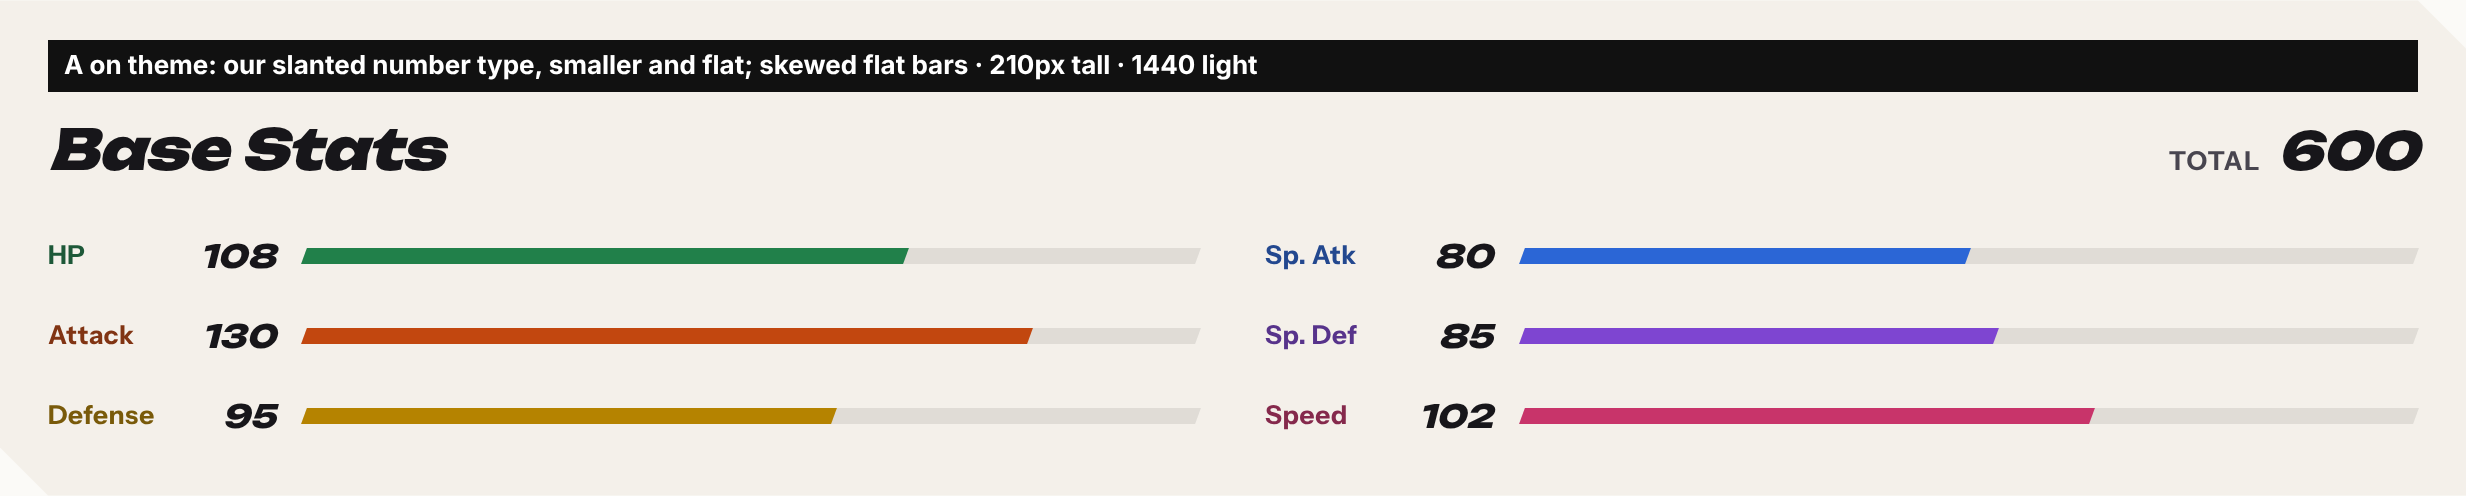 A on theme: our slanted number type, smaller and flat; skewed flat bars · 210px tall · 1440 light
Base Stats
TOTAL 600
HP 108
Sp. Atk 80
Attack 130
Sp. Def 85
Defense 95
Speed 102